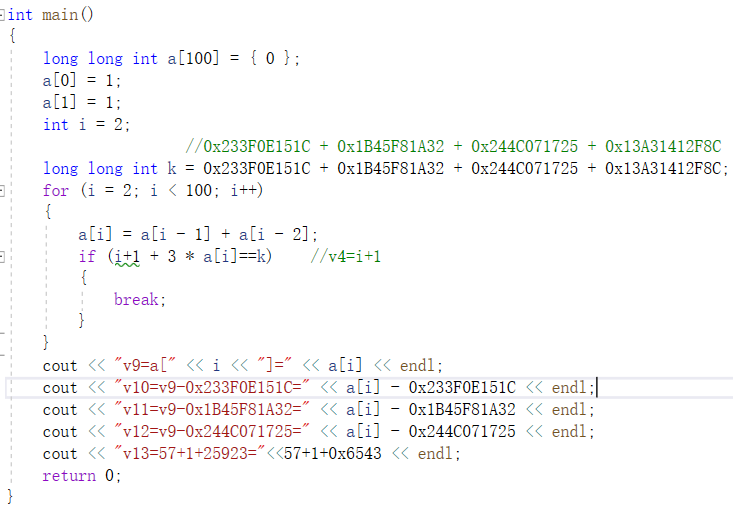 int main()
{
long long int a[100] = { 0 };
a[0] = 1;
a[1] = 1;
int i = 2;
//0x233F0E151C + 0x1B45F81A32 + 0x244C071725 + 0x13A31412F8C
long long int k = 0x233F0E151C + 0x1B45F81A32 + 0x244C071725 + 0x13A31412F8C;
for (i = 2; i < 100; i++)
{
a[i] = a[i - 1] + a[i - 2];
if (i+1 + 3 * a[i]==k)    //v4=i+1
{
break;
}
}
cout << "v9=a[" << i << "]=" << a[i] << endl;
cout << "v10=v9-0x233F0E151C=" << a[i] - 0x233F0E151C << endl;
cout << "v11=v9-0x1B45F81A32=" << a[i] - 0x1B45F81A32 << endl;
cout << "v12=v9-0x244C071725=" << a[i] - 0x244C071725 << endl;
cout << "v13=57+1+25923="<<57+1+0x6543 << endl;
return 0;
}